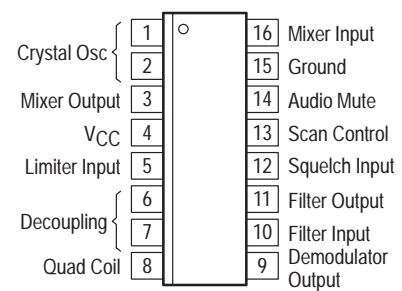 Crystal Osc
1
2
Mixer Output 3
VCC 4
Limiter Input 5
Decoupling
6
7
Quad Coil 8
16 Mixer Input
15 Ground
14 Audio Mute
13 Scan Control
12 Squelch Input
11 Filter Output
10 Filter Input
9 Demodulator
Output